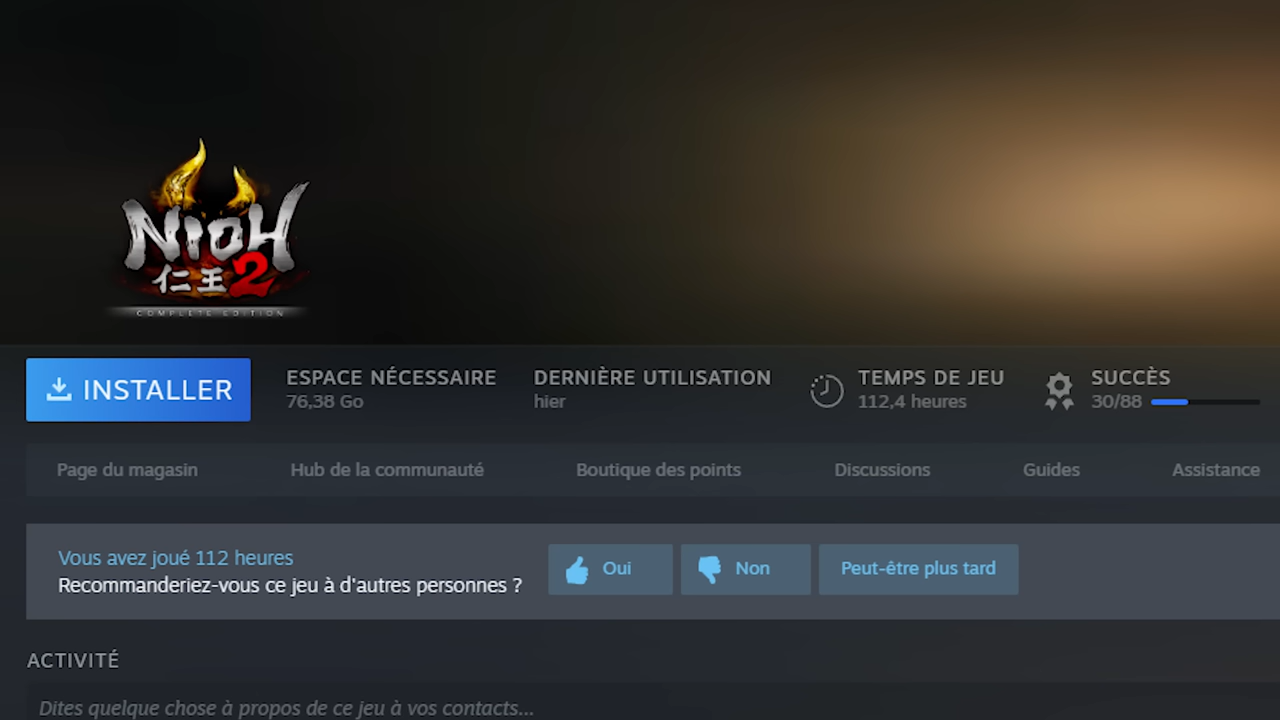 NIOH
仁王2
COMPLETE EDITION
INSTALLER
ESPACE NÉCESSAIRE
76,38 Go
DERNIÈRE UTILISATION
hier
TEMPS DE JEU
112,4 heures
SUCCÈS
30/88
Page du magasin
Hub de la communauté
Boutique des points
Discussions
Guides
Assistance
Vous avez joué 112 heures
Recommanderiez-vous ce jeu à d'autres personnes ?
Oui
Non
Peut-être plus tard
ACTIVITÉ
Dites quelque chose à propos de ce jeu à vos contacts...